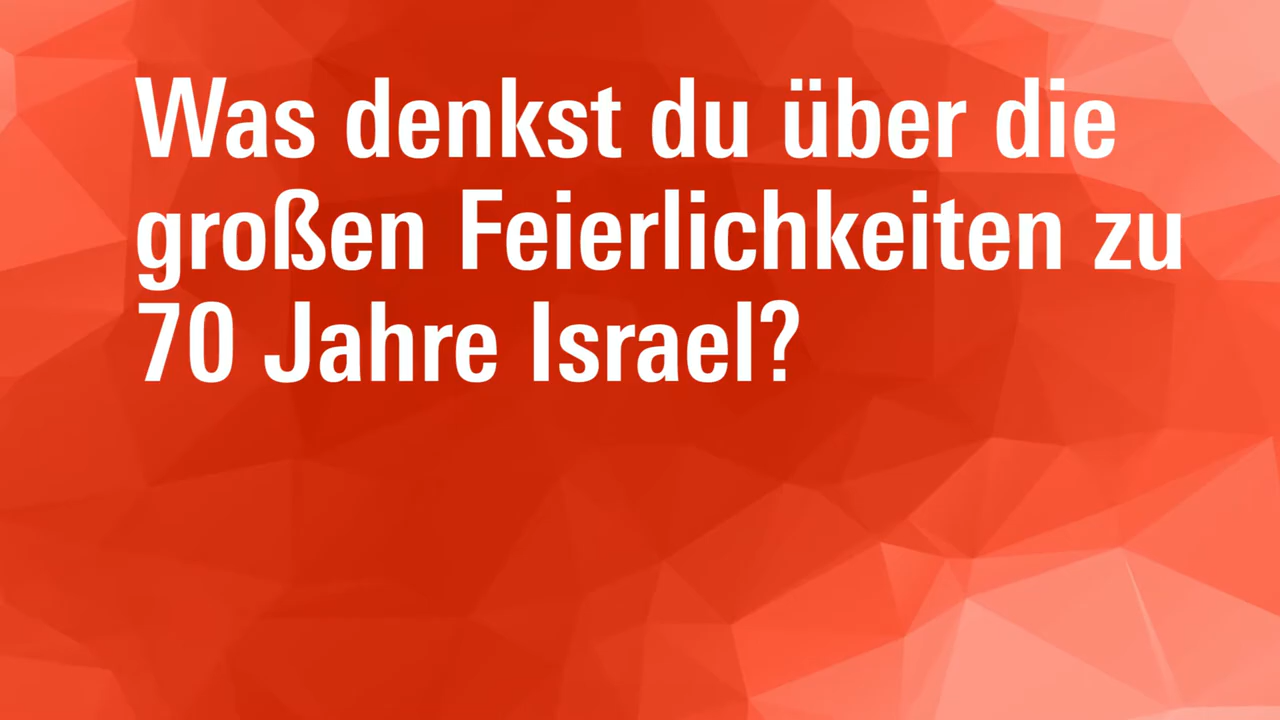 Was denkst du über die
großen Feierlichkeiten zu
70 Jahre Israel?